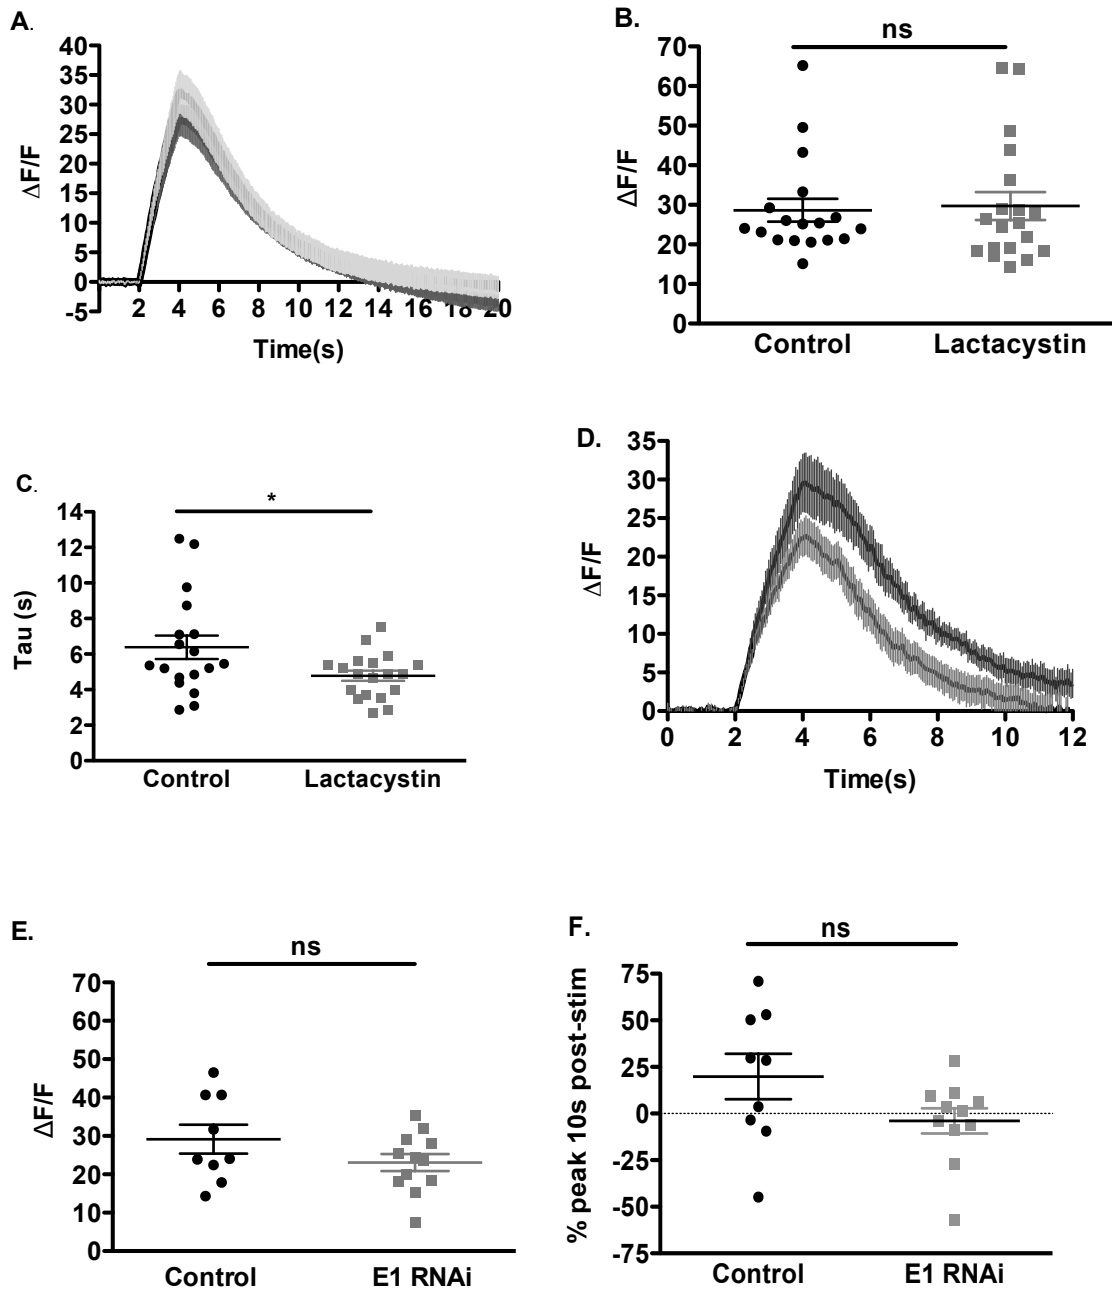 A.
40
35
30
25
20
15
10
5
0
-5
ΔF/F
2 4 6 8 10 12 14 16 18 20
Time(s)
B.
ns
70
60
50
40
30
20
10
0
ΔF/F
Control Lactacystin
C.
*
14
12
10
8
6
4
2
0
Tau (s)
Control Lactacystin
D.
35
30
25
20
15
10
5
0
ΔF/F
0 2 4 6 8 10 12
Time(s)
E.
ns
70
60
50
40
30
20
10
0
ΔF/F
Control E1 RNAi
F.
ns
75
50
25
0
-25
-50
-75
% peak 10s post-stim
Control E1 RNAi